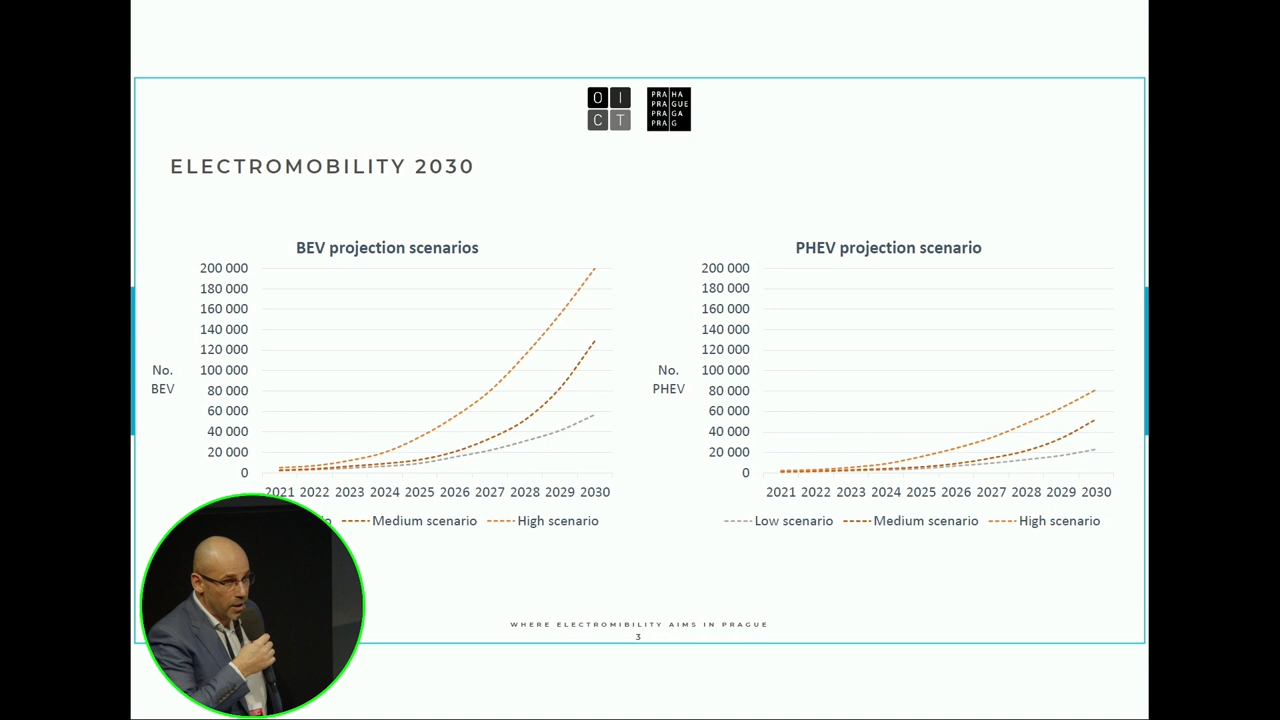 O I
C T
PRA HA
PRA GUE
PRA GA
PRA G
ELECTROMOBILITY 2030
BEV projection scenarios
200 000
180 000
160 000
140 000
120 000
100 000
80 000
60 000
40 000
20 000
0
No.
BEV
2021 2022 2023 2024 2025 2026 2027 2028 2029 2030
Medium scenario High scenario
PHEV projection scenario
200 000
180 000
160 000
140 000
120 000
100 000
80 000
60 000
40 000
20 000
0
No.
PHEV
2021 2022 2023 2024 2025 2026 2027 2028 2029 2030
Low scenario Medium scenario High scenario
WHERE ELECTROMIBILITY AIMS IN PRAGUE
3